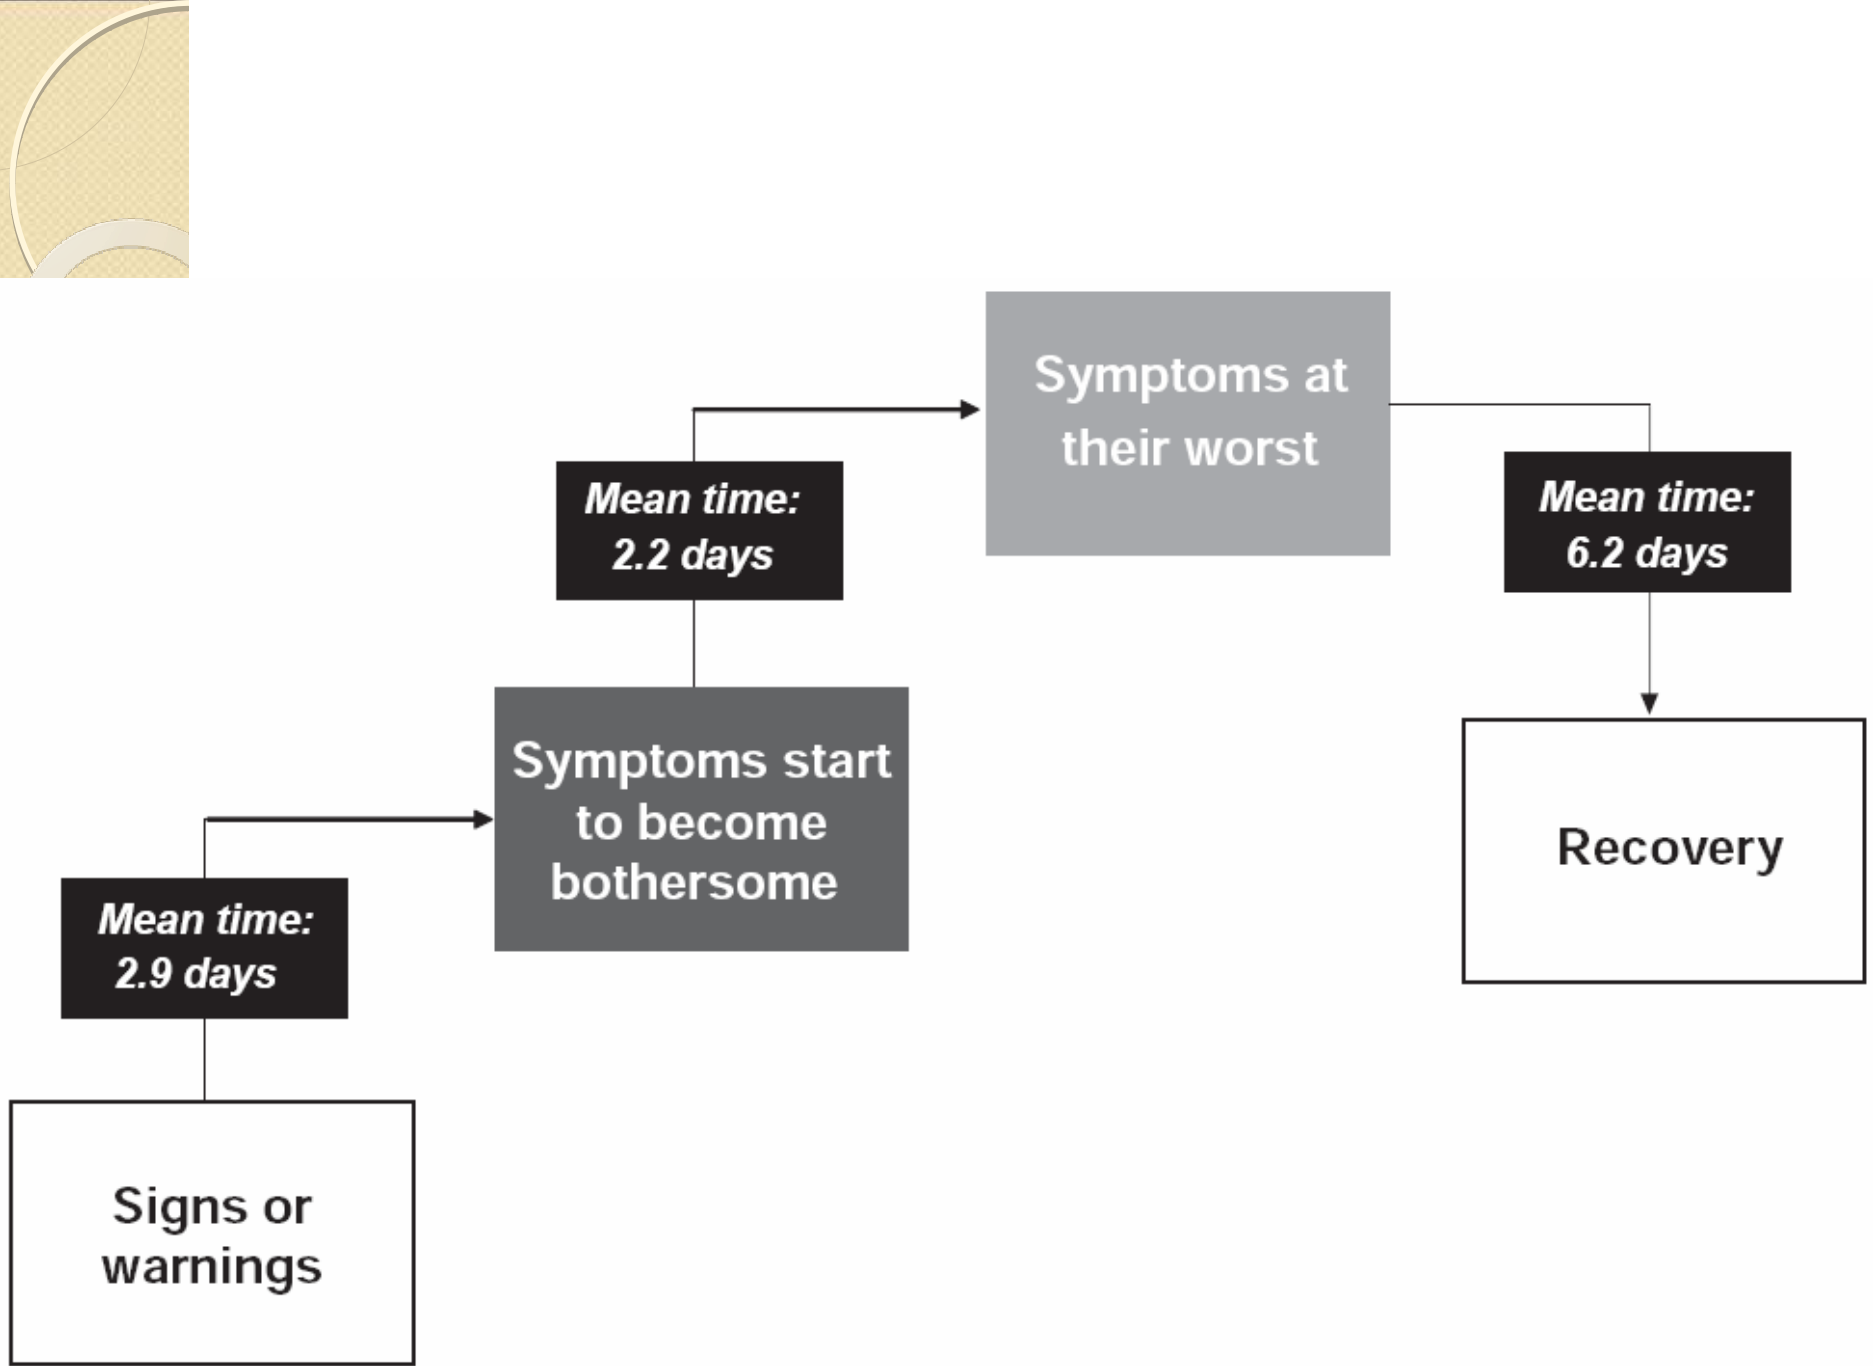 Symptoms at
their worst
Mean time:
2.2 days
Mean time:
6.2 days
Symptoms start
to become
bothersome
Recovery
Mean time:
2.9 days
Signs or
warnings